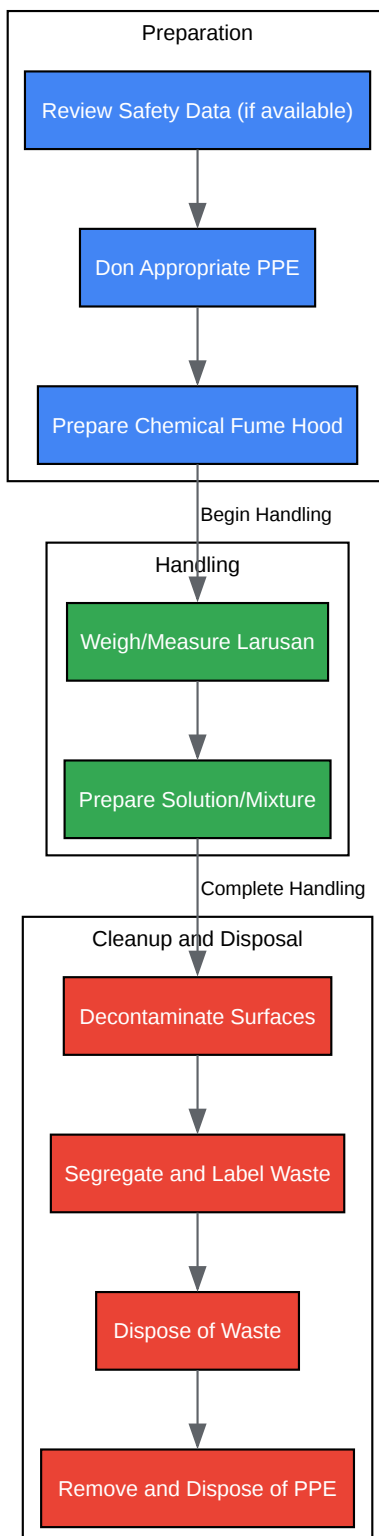 Preparation
Review Safety Data (if available)
Don Appropriate PPE
Prepare Chemical Fume Hood
Begin Handling
Handling
Weigh/Measure Larusan
Prepare Solution/Mixture
Complete Handling
Cleanup and Disposal
Decontaminate Surfaces
Segregate and Label Waste
Dispose of Waste
Remove and Dispose of PPE